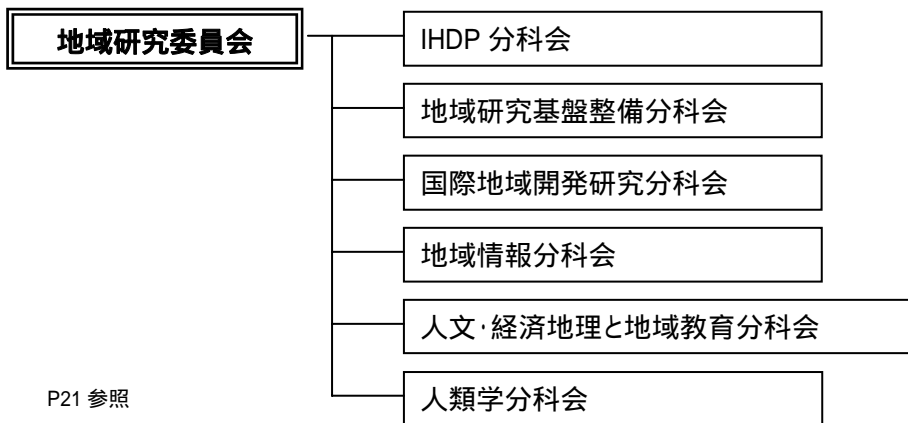 地域研究委員会
IHDP 分科会
地域研究基盤整備分科会
国際地域開発研究分科会
地域情報分科会
人文・経済地理と地域教育分科会
人類学分科会
P21 参照